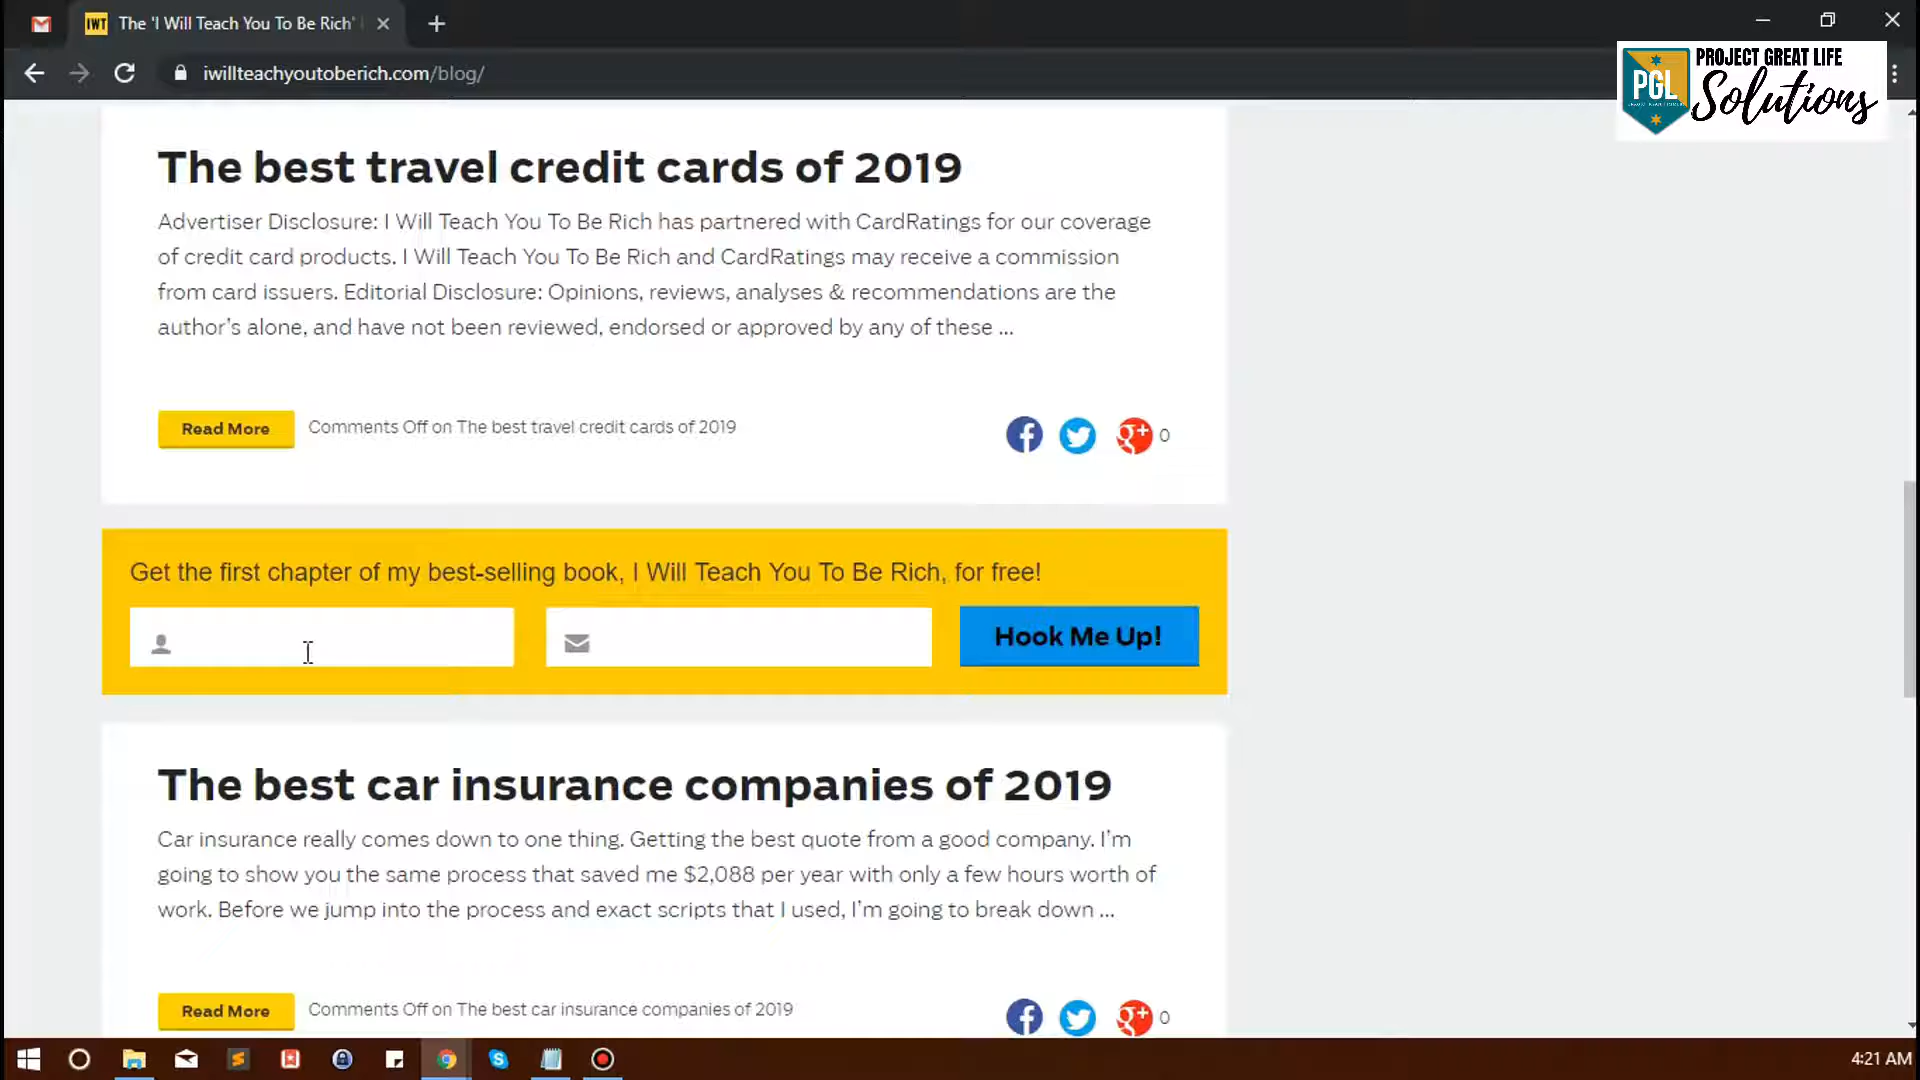 IWT The 'I Will Teach You To Be Rich'
iwillteachyoutoberich.com/blog/
PGL PROJECT GREAT LIFE
Solutions
The best travel credit cards of 2019
Advertiser Disclosure: I Will Teach You To Be Rich has partnered with CardRatings for our coverage
of credit card products. I Will Teach You To Be Rich and CardRatings may receive a commission
from card issuers. Editorial Disclosure: Opinions, reviews, analyses & recommendations are the
author's alone, and have not been reviewed, endorsed or approved by any of these ...
Read More Comments Off on The best travel credit cards of 2019 0
Get the first chapter of my best-selling book, I Will Teach You To Be Rich, for free!
Hook Me Up!
The best car insurance companies of 2019
Car insurance really comes down to one thing. Getting the best quote from a good company. I'm
going to show you the same process that saved me $2,088 per year with only a few hours worth of
work. Before we jump into the process and exact scripts that I used, I'm going to break down ...
Read More Comments Off on The best car insurance companies of 2019 0
4:21 AM